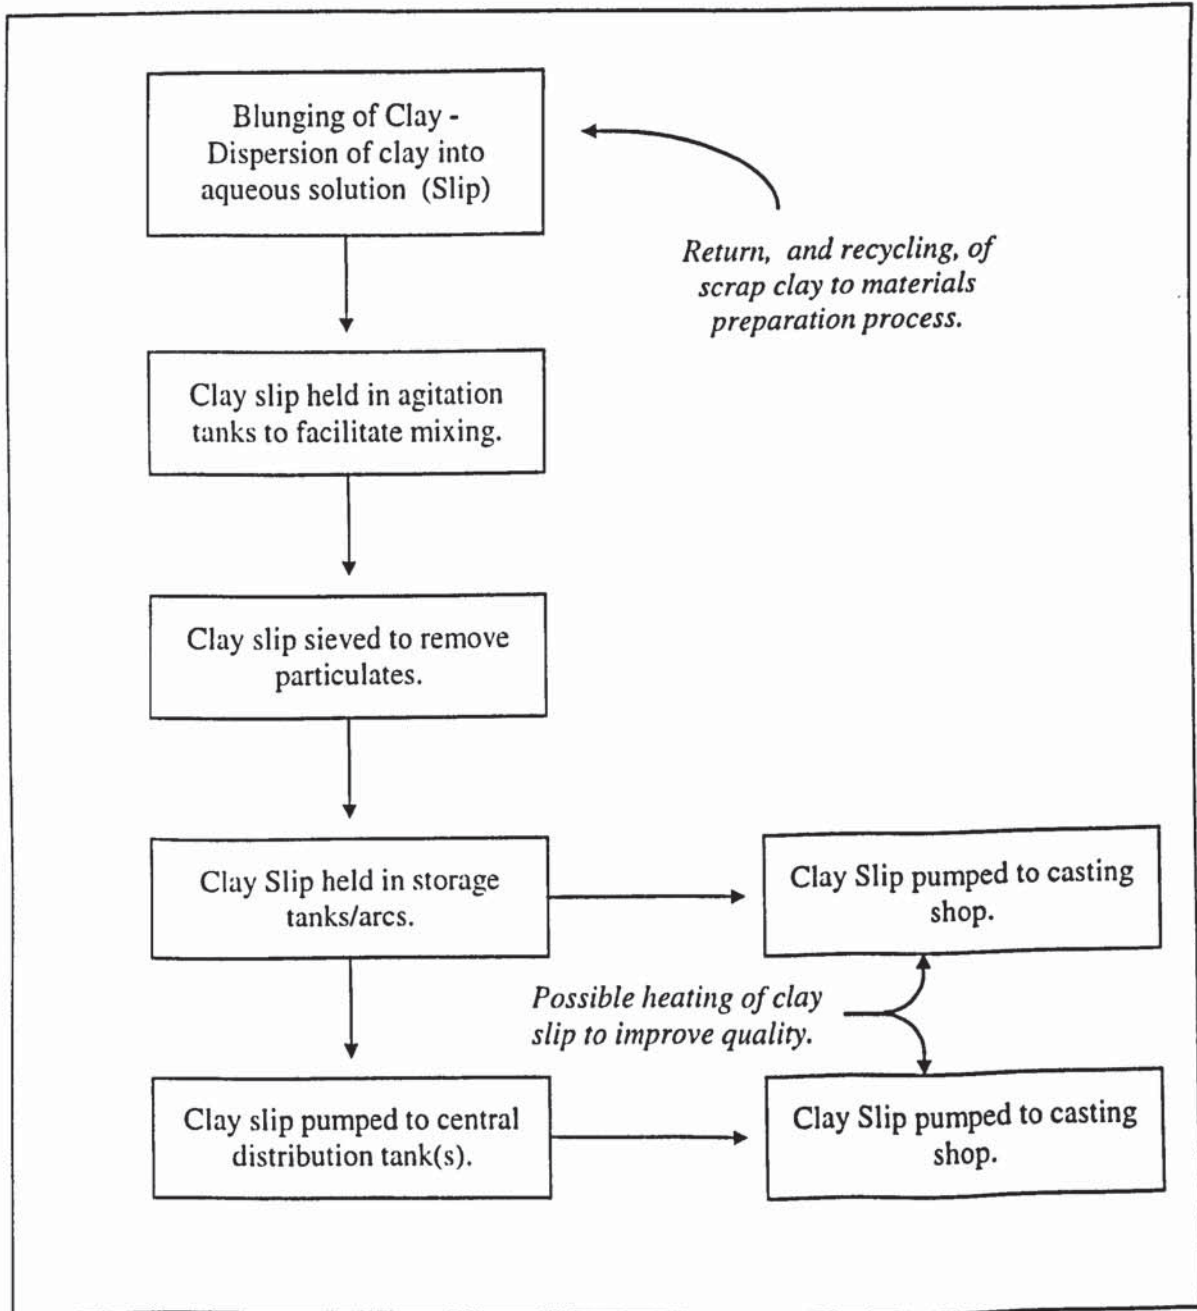 Blunging of Clay -
Dispersion of clay into
aqueous solution (Slip)
Return, and recycling, of
scrap clay to materials
preparation process.
Clay slip held in agitation
tanks to facilitate mixing.
Clay slip sieved to remove
particulates.
Clay Slip held in storage
tanks/arcs.
Clay Slip pumped to casting
shop.
Possible heating of clay
slip to improve quality.
Clay slip pumped to central
distribution tank(s).
Clay Slip pumped to casting
shop.